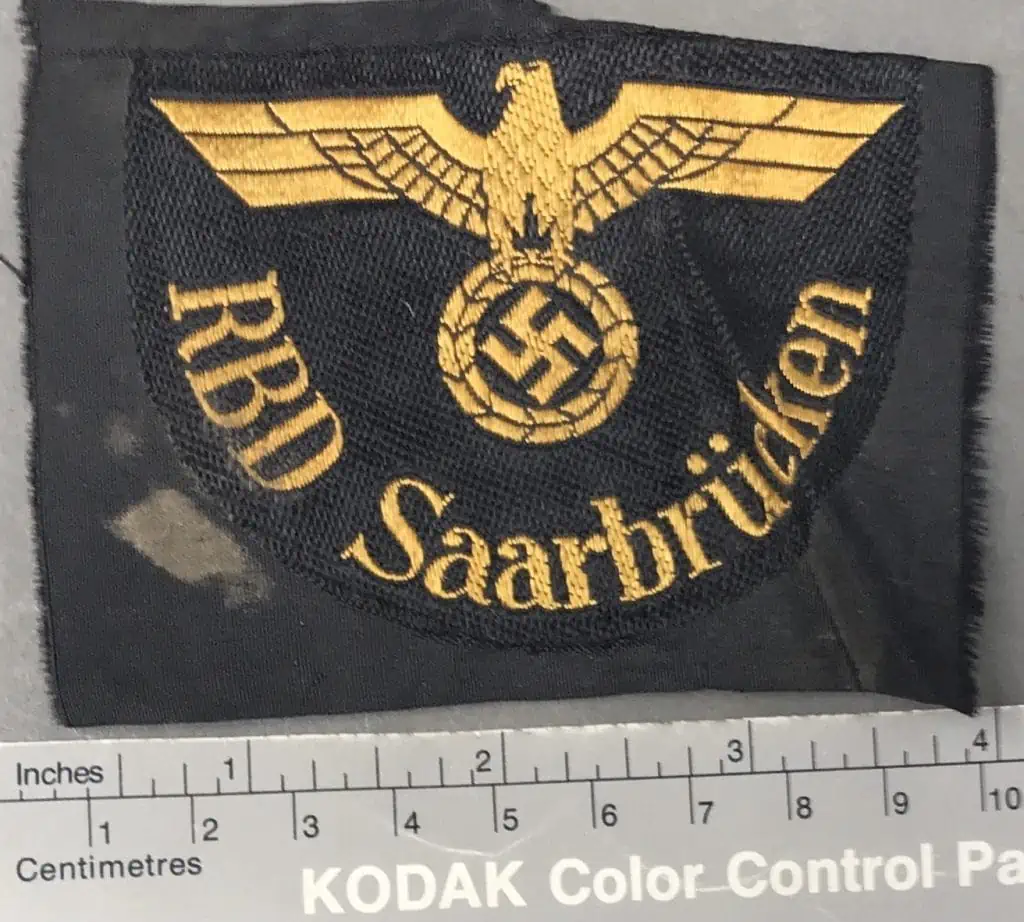 RBD Saarbrücken
Inches 1 2 3 4
1 2 3 4 5 6 7 8 9 10
Centimetres
KODAK Color Control Pa